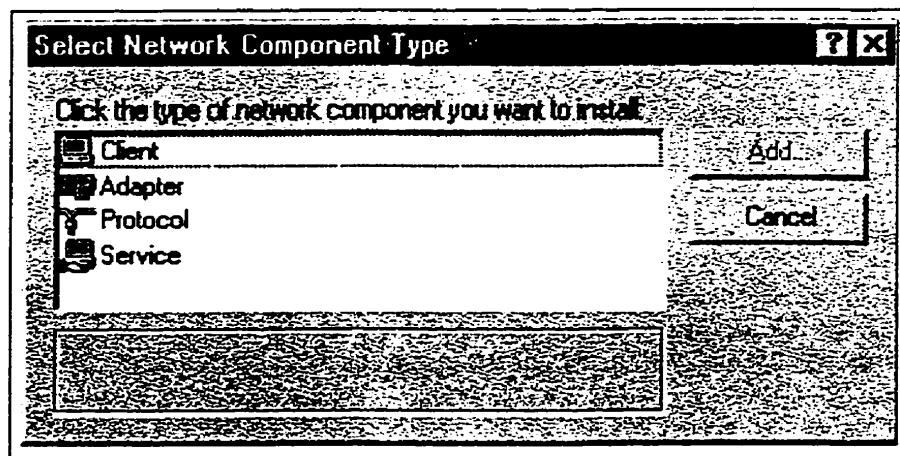 Select Network Component Type ? X
Click the type of network component you want to install:
Client
Adapter
Protocol
Service
Add...
Cancel